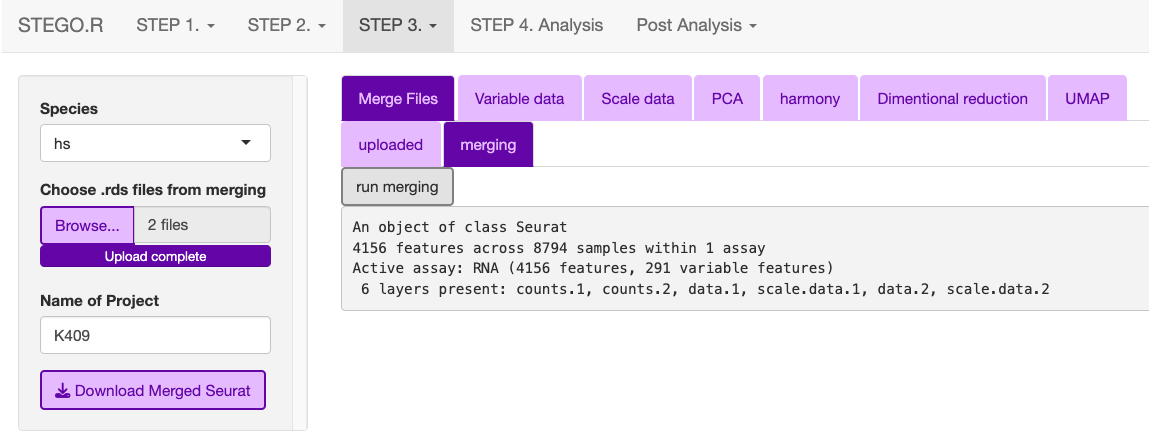 STEGO.R STEP 1. STEP 2. STEP 3. STEP 4. Analysis Post Analysis
Species
hs
Choose .rds files from merging
Browse... 2 files
Upload complete
Name of Project
K409
Download Merged Seurat
Merge Files Variable data Scale data PCA harmony Dimentional reduction UMAP
uploaded merging
run merging
An object of class Seurat
4156 features across 8794 samples within 1 assay
Active assay: RNA (4156 features, 291 variable features)
6 layers present: counts.1, counts.2, data.1, scale.data.1, data.2, scale.data.2